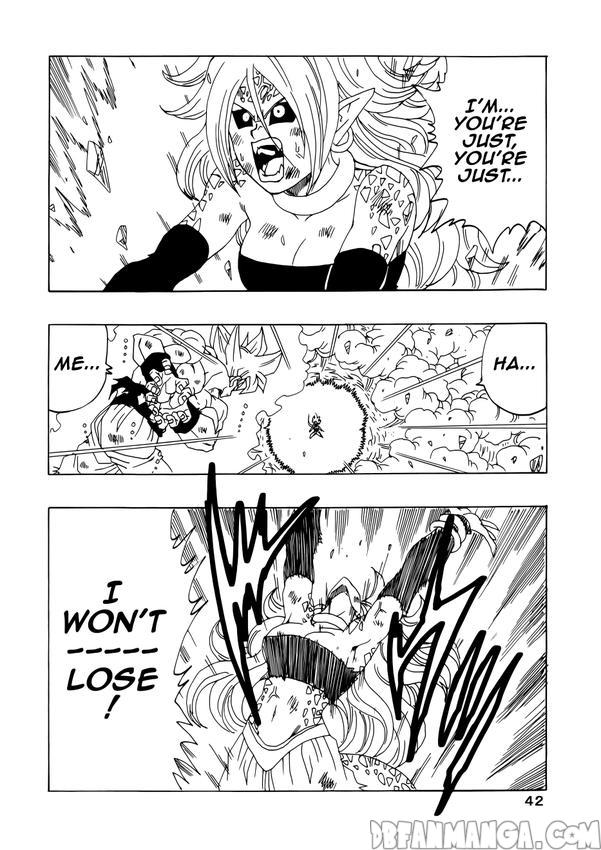 I'M...
YOU'RE
JUST,
YOU'RE
JUST...
ME...
HA...
I
WON'T
-----
LOSE
!
42
DBFANMANGA.COM